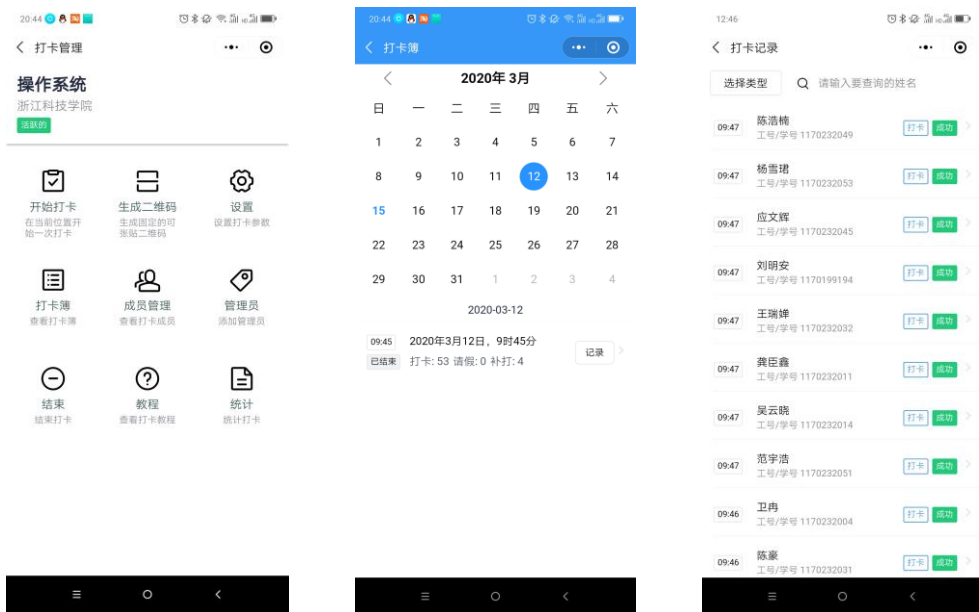 20:44
打卡管理
操作系统
浙江科技学院
活跃的
开始打卡
在当前位置开
始一次打卡
生成二维码
生成固定的可
张贴二维码
设置
设置打卡参数
打卡簿
查看打卡簿
成员管理
查看打卡成员
管理员
添加管理员
结束
结束打卡
教程
查看打卡教程
统计
统计打卡
20:44
打卡簿
2020年 3月
日 一 二 三 四 五 六
1 2 3 4 5 6 7
8 9 10 11 12 13 14
15 16 17 18 19 20 21
22 23 24 25 26 27 28
29 30 31 1 2 3 4
2020-03-12
09:45 2020年3月12日，9时45分
已结束 打卡: 53 请假: 0 补打: 4
记录
12:46
打卡记录
选择类型 请输入要查询的姓名
陈浩楠
09:47 工号/学号 1170232049 打卡 成功
杨雪珺
09:47 工号/学号 1170232053 打卡 成功
应文辉
09:47 工号/学号 1170232045 打卡 成功
刘明安
09:47 工号/学号 1170199194 打卡 成功
王瑞婵
09:47 工号/学号 1170232032 打卡 成功
龚臣鑫
09:47 工号/学号 1170232011 打卡 成功
吴云晓
09:47 工号/学号 1170232014 打卡 成功
范宇浩
09:47 工号/学号 1170232051 打卡 成功
卫冉
09:46 工号/学号 1170232004 打卡 成功
陈豪
09:46 工号/学号 1170232031 打卡 成功